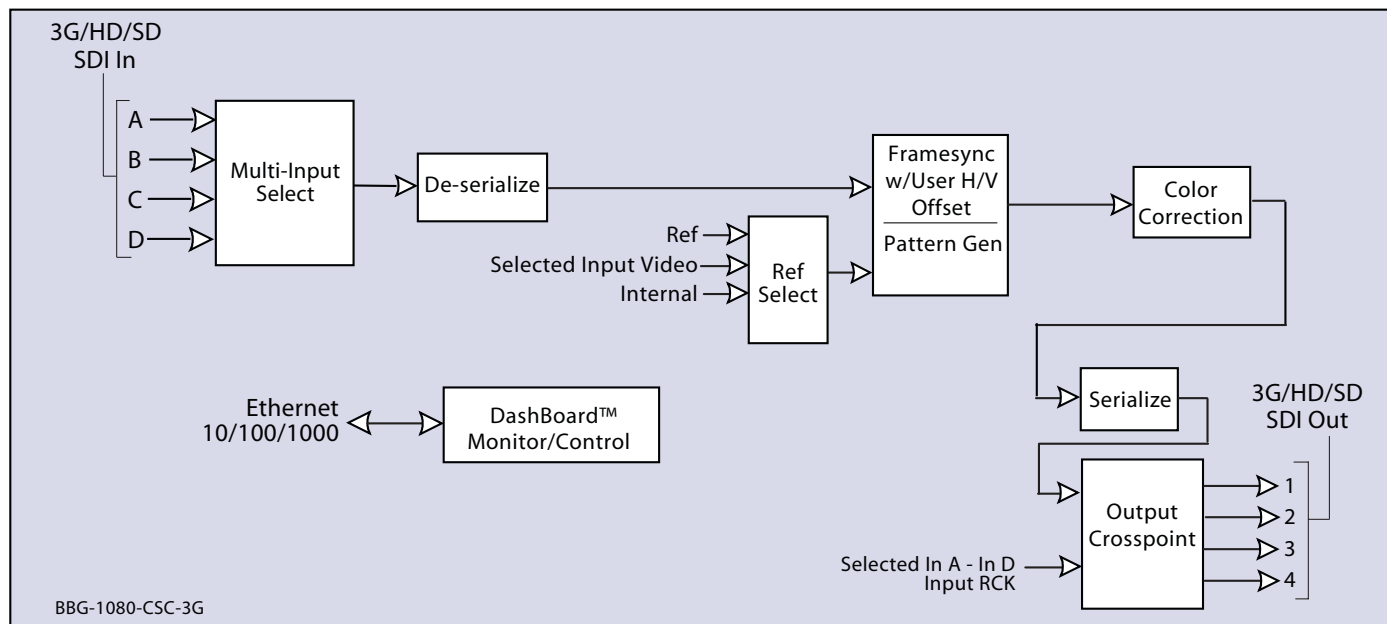 3G/HD/SD
SDI In
A
B
C
D
Multi-Input
Select
De-serialize
Ref
Selected Input Video
Internal
Ref
Select
Framesync
w/User H/V
Offset
Pattern Gen
Color
Correction
Ethernet
10/100/1000
DashBoard™
Monitor/Control
Serialize
3G/HD/SD
SDI Out
Output
Crosspoint
1
2
3
4
Selected In A - In D
Input RCK
BBG-1080-CSC-3G